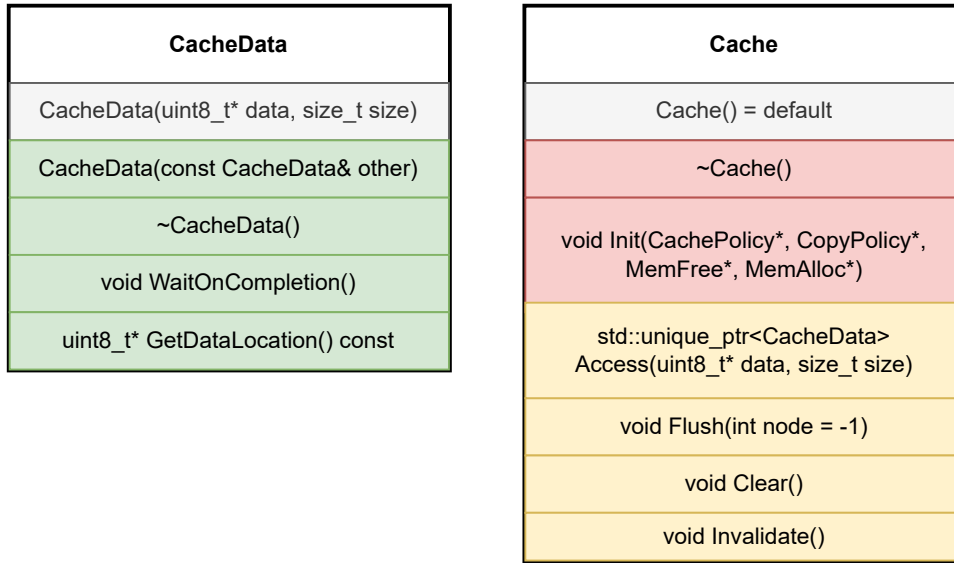 CacheData
CacheData(uint8_t* data, size_t size)
CacheData(const CacheData& other)
~CacheData()
void WaitOnCompletion()
uint8_t* GetDataLocation() const
Cache
Cache() = default
~Cache()
void Init(CachePolicy*, CopyPolicy*,
MemFree*, MemAlloc*)
std::unique_ptr<CacheData>
Access(uint8_t* data, size_t size)
void Flush(int node = -1)
void Clear()
void Invalidate()